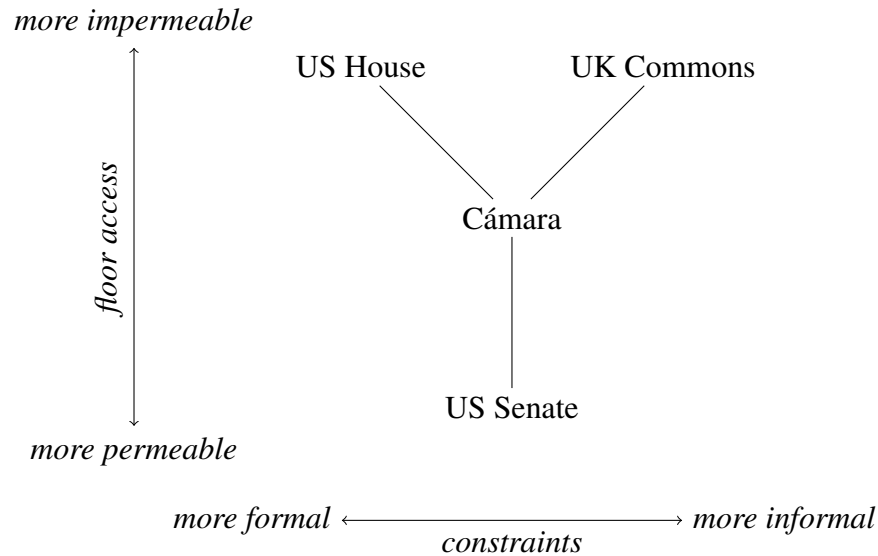 more impermeable
US House
UK Commons
floor access
Cámara
US Senate
more permeable
more formal
more informal
constraints